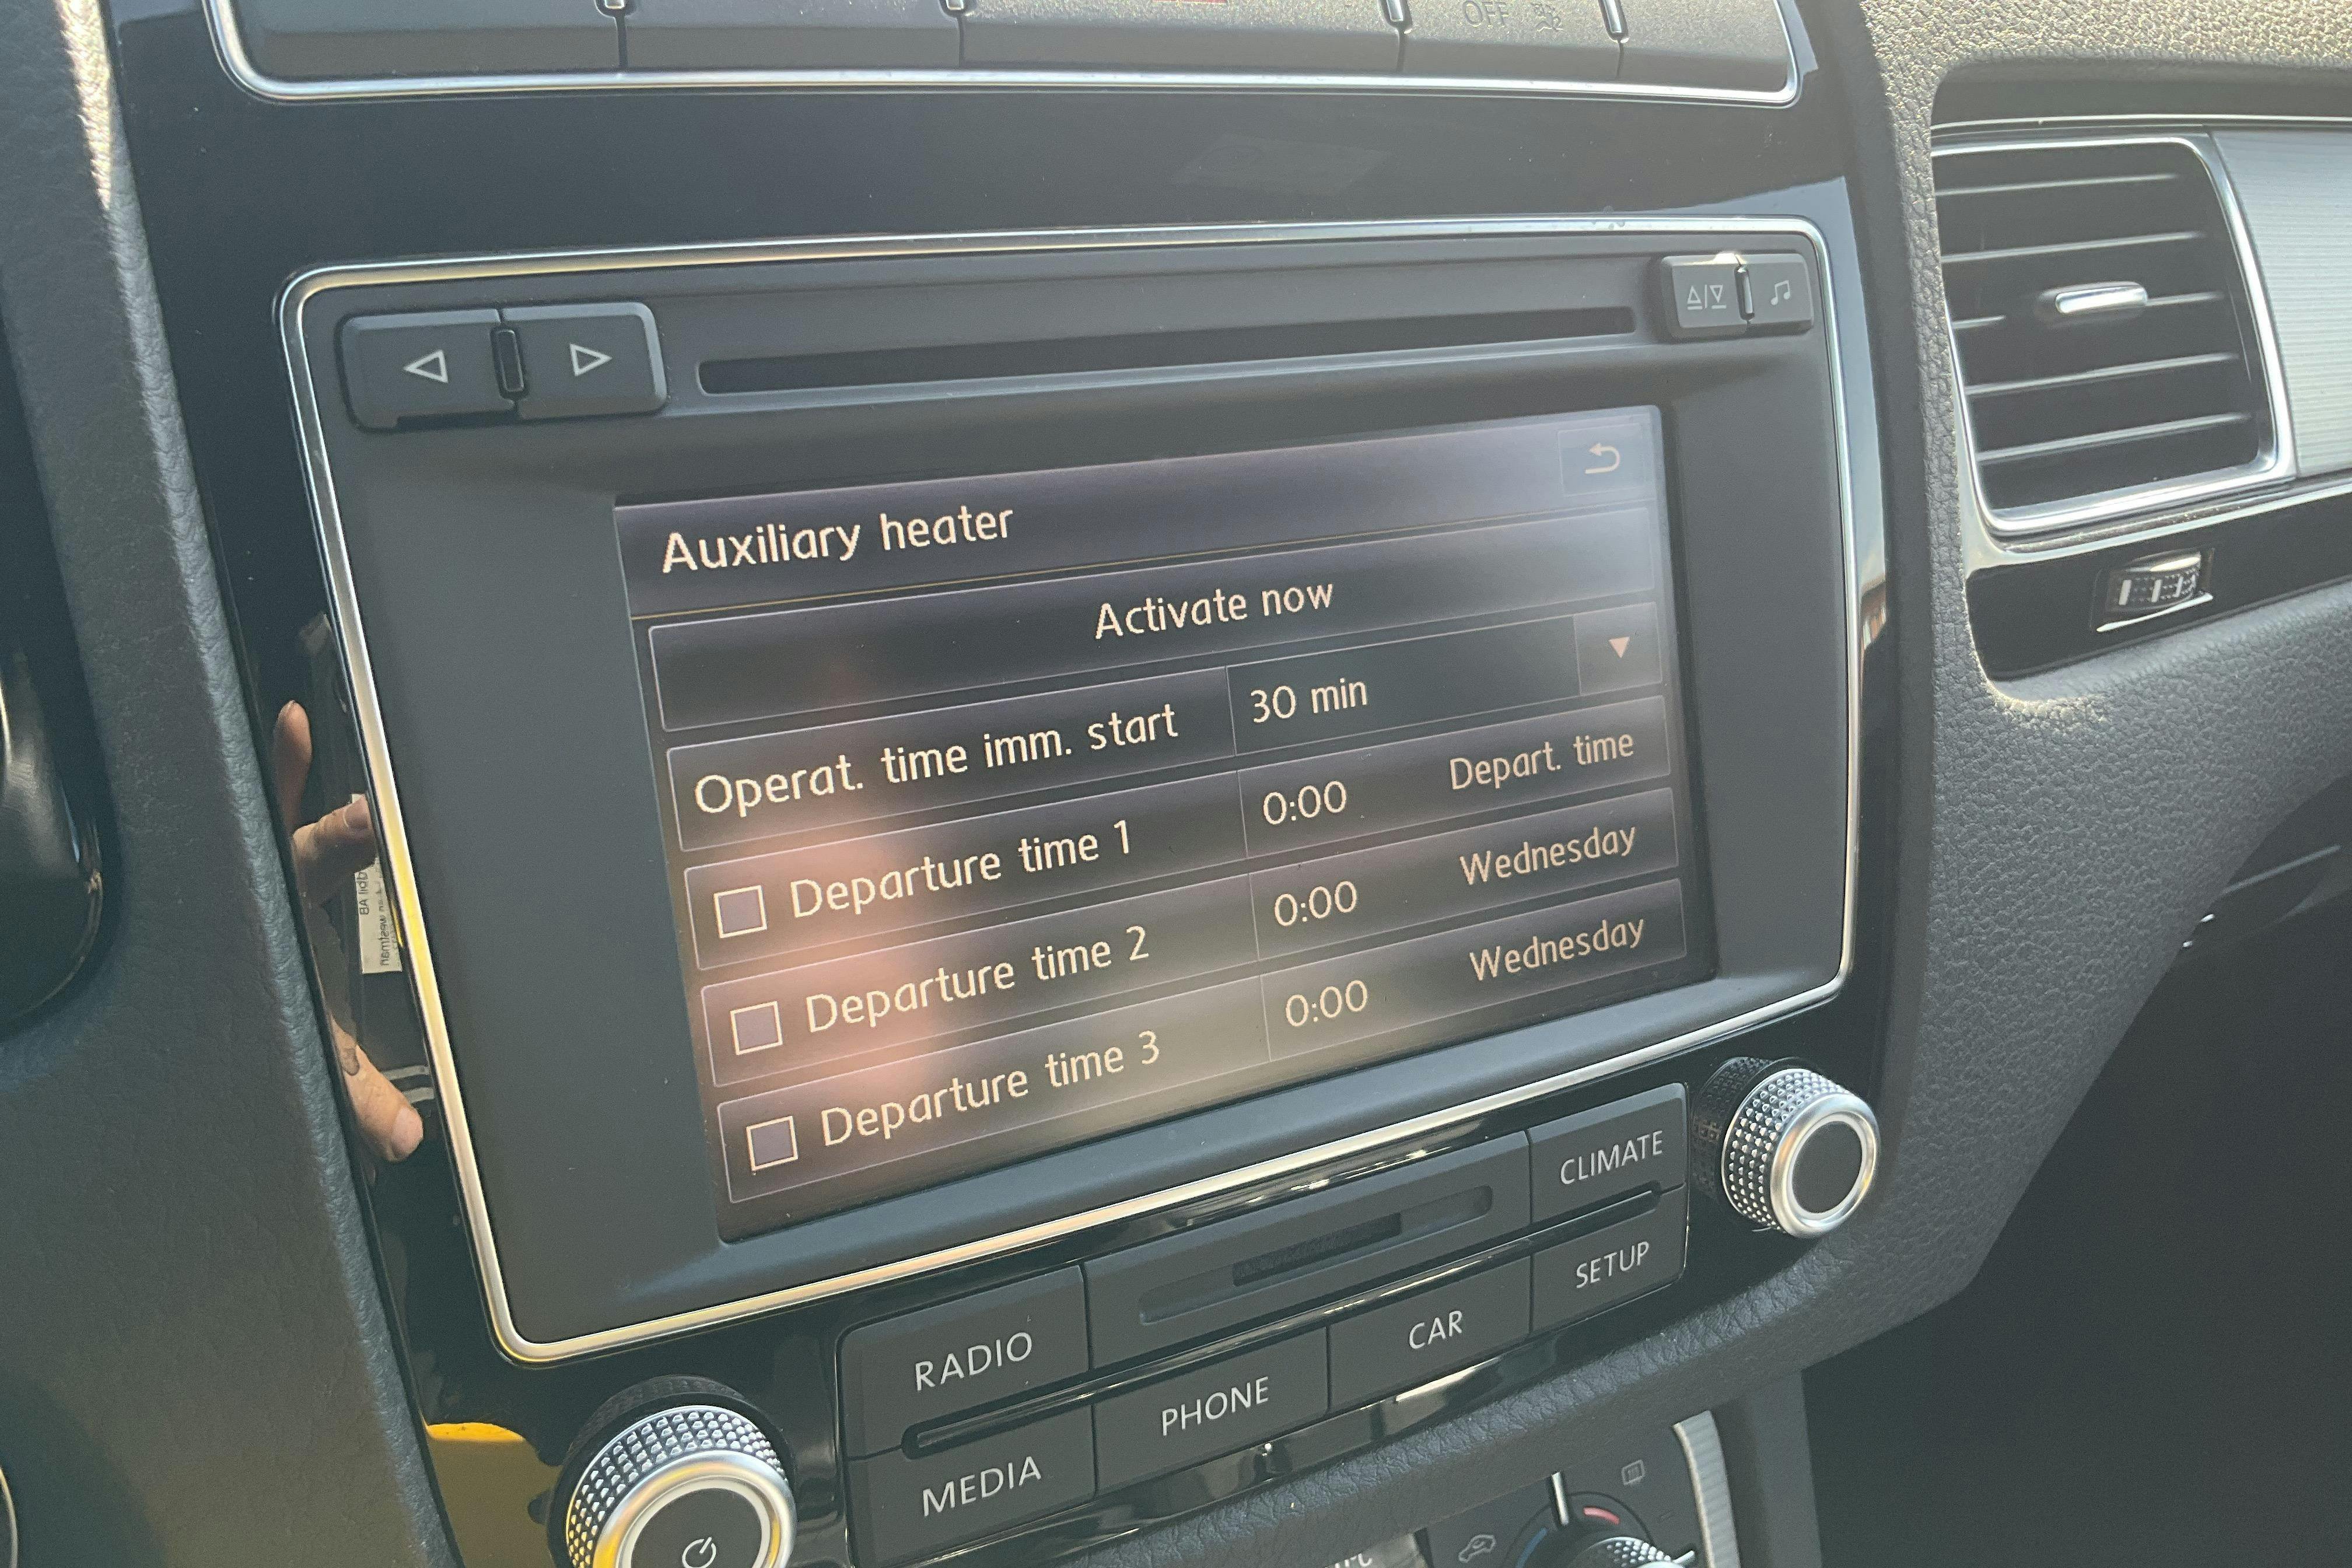 OFF
Auxiliary heater
Activate now
Operat. time imm. start 30 min
Departure time 1 0:00 Depart. time
Departure time 2 0:00 Wednesday
Departure time 3 0:00 Wednesday
RADIO
CLIMATE
MEDIA
PHONE
CAR
SETUP